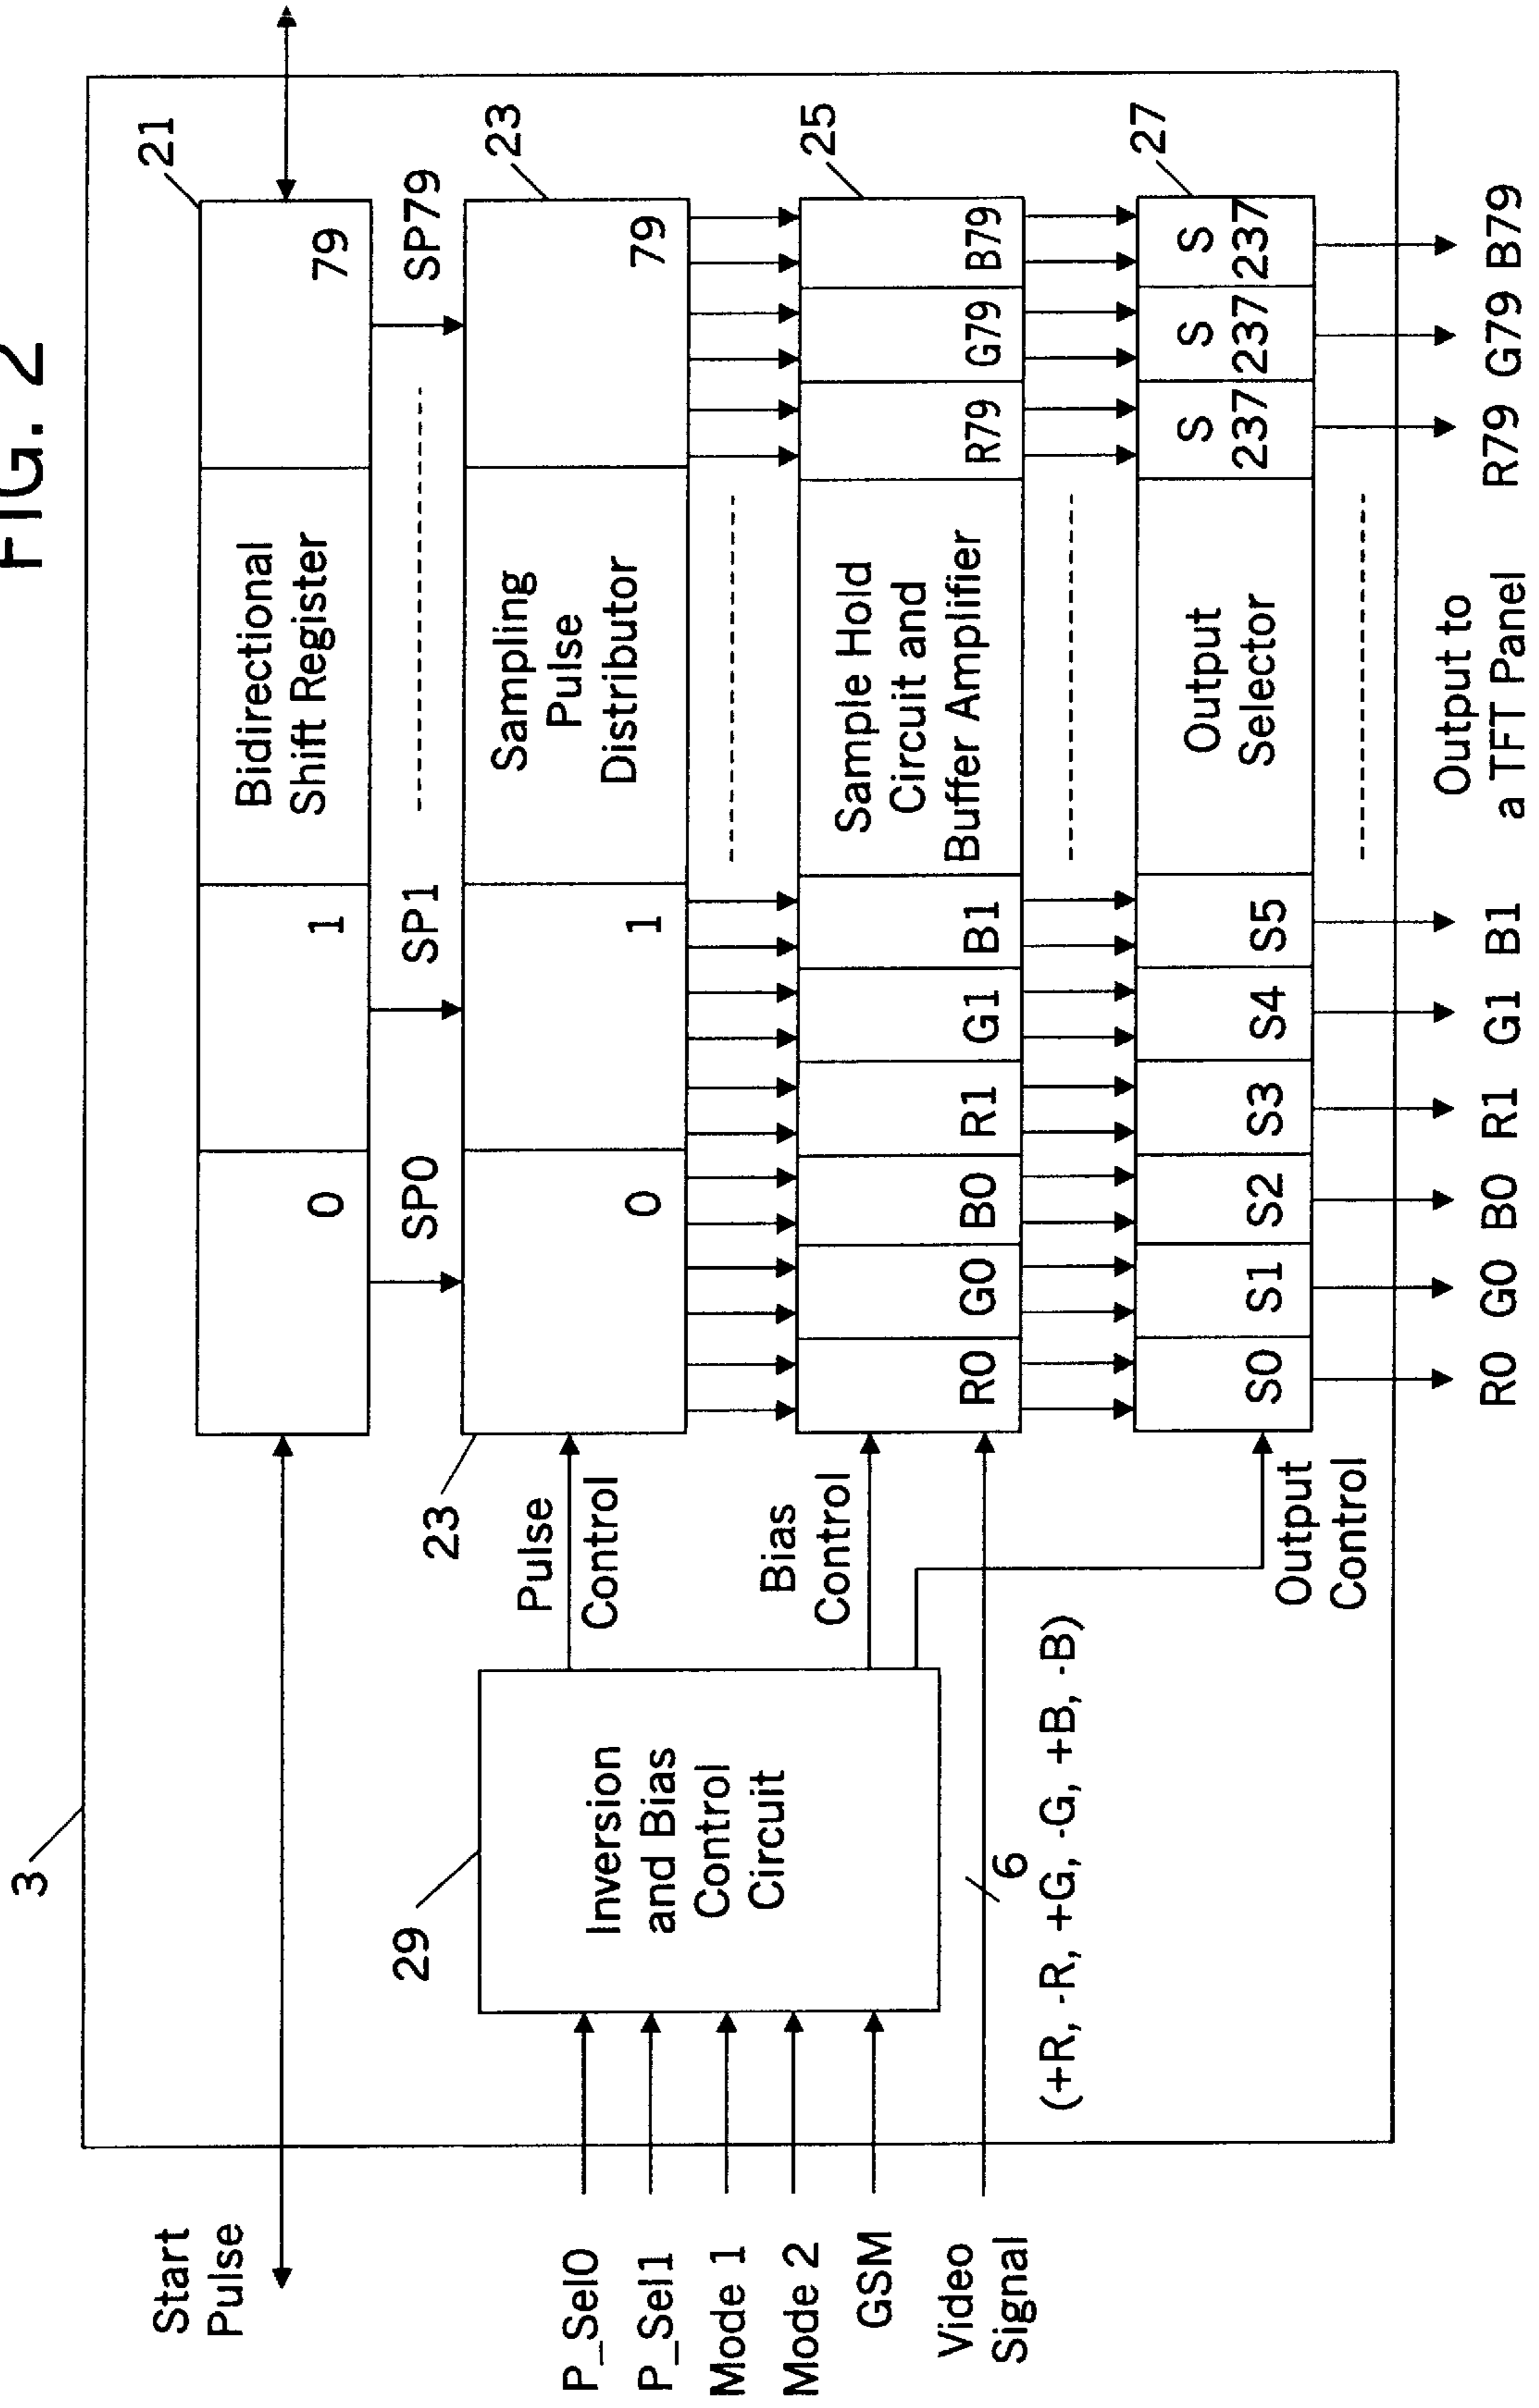 FIG. 2
3
21
Start
Pulse
0
1
Bidirectional
Shift Register
79
SP0
SP1
SP79
23
23
0
1
Sampling
Pulse
Distributor
79
29
Inversion
and Bias
Control
Circuit
P_Sel0
P_Sel1
Mode 1
Mode 2
GSM
Video
Signal
Pulse
Control
Bias
Control
Output
Control
6
(+R, -R, +G, -G, +B, -B)
25
R0 G0 B0 R1 G1 B1
Sample Hold
Circuit and
Buffer Amplifier
R79 G79 B79
27
S0 S1 S2 S3 S4 S5
Output
Selector
S S S
237 237 237
R0 G0 B0 R1 G1 B1
Output to
a TFT Panel
R79 G79 B79